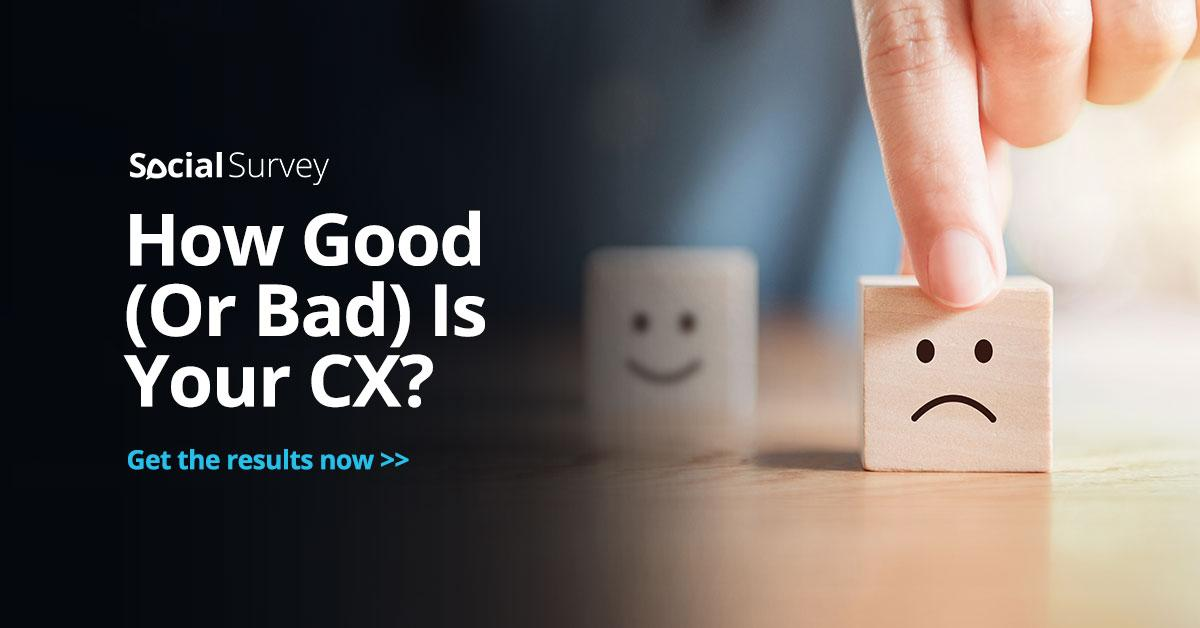 Social Survey
How Good
(Or Bad) Is
Your CX?
Get the results now >>